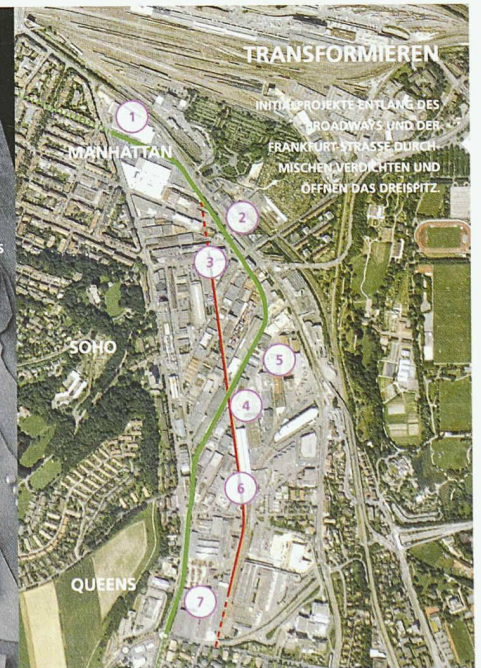 TRANSFORMIEREN
INITIALPROJEKTE ENTLANG DES
BROADWAYS UND DER
FRANKFURT-STRASSE DURCH-
MISCHEN, VERDICHTEN UND
ÖFFNEN DAS DREISPITZ.
1
MANHATTAN
2
3
SOHO
5
4
6
QUEENS
7
S